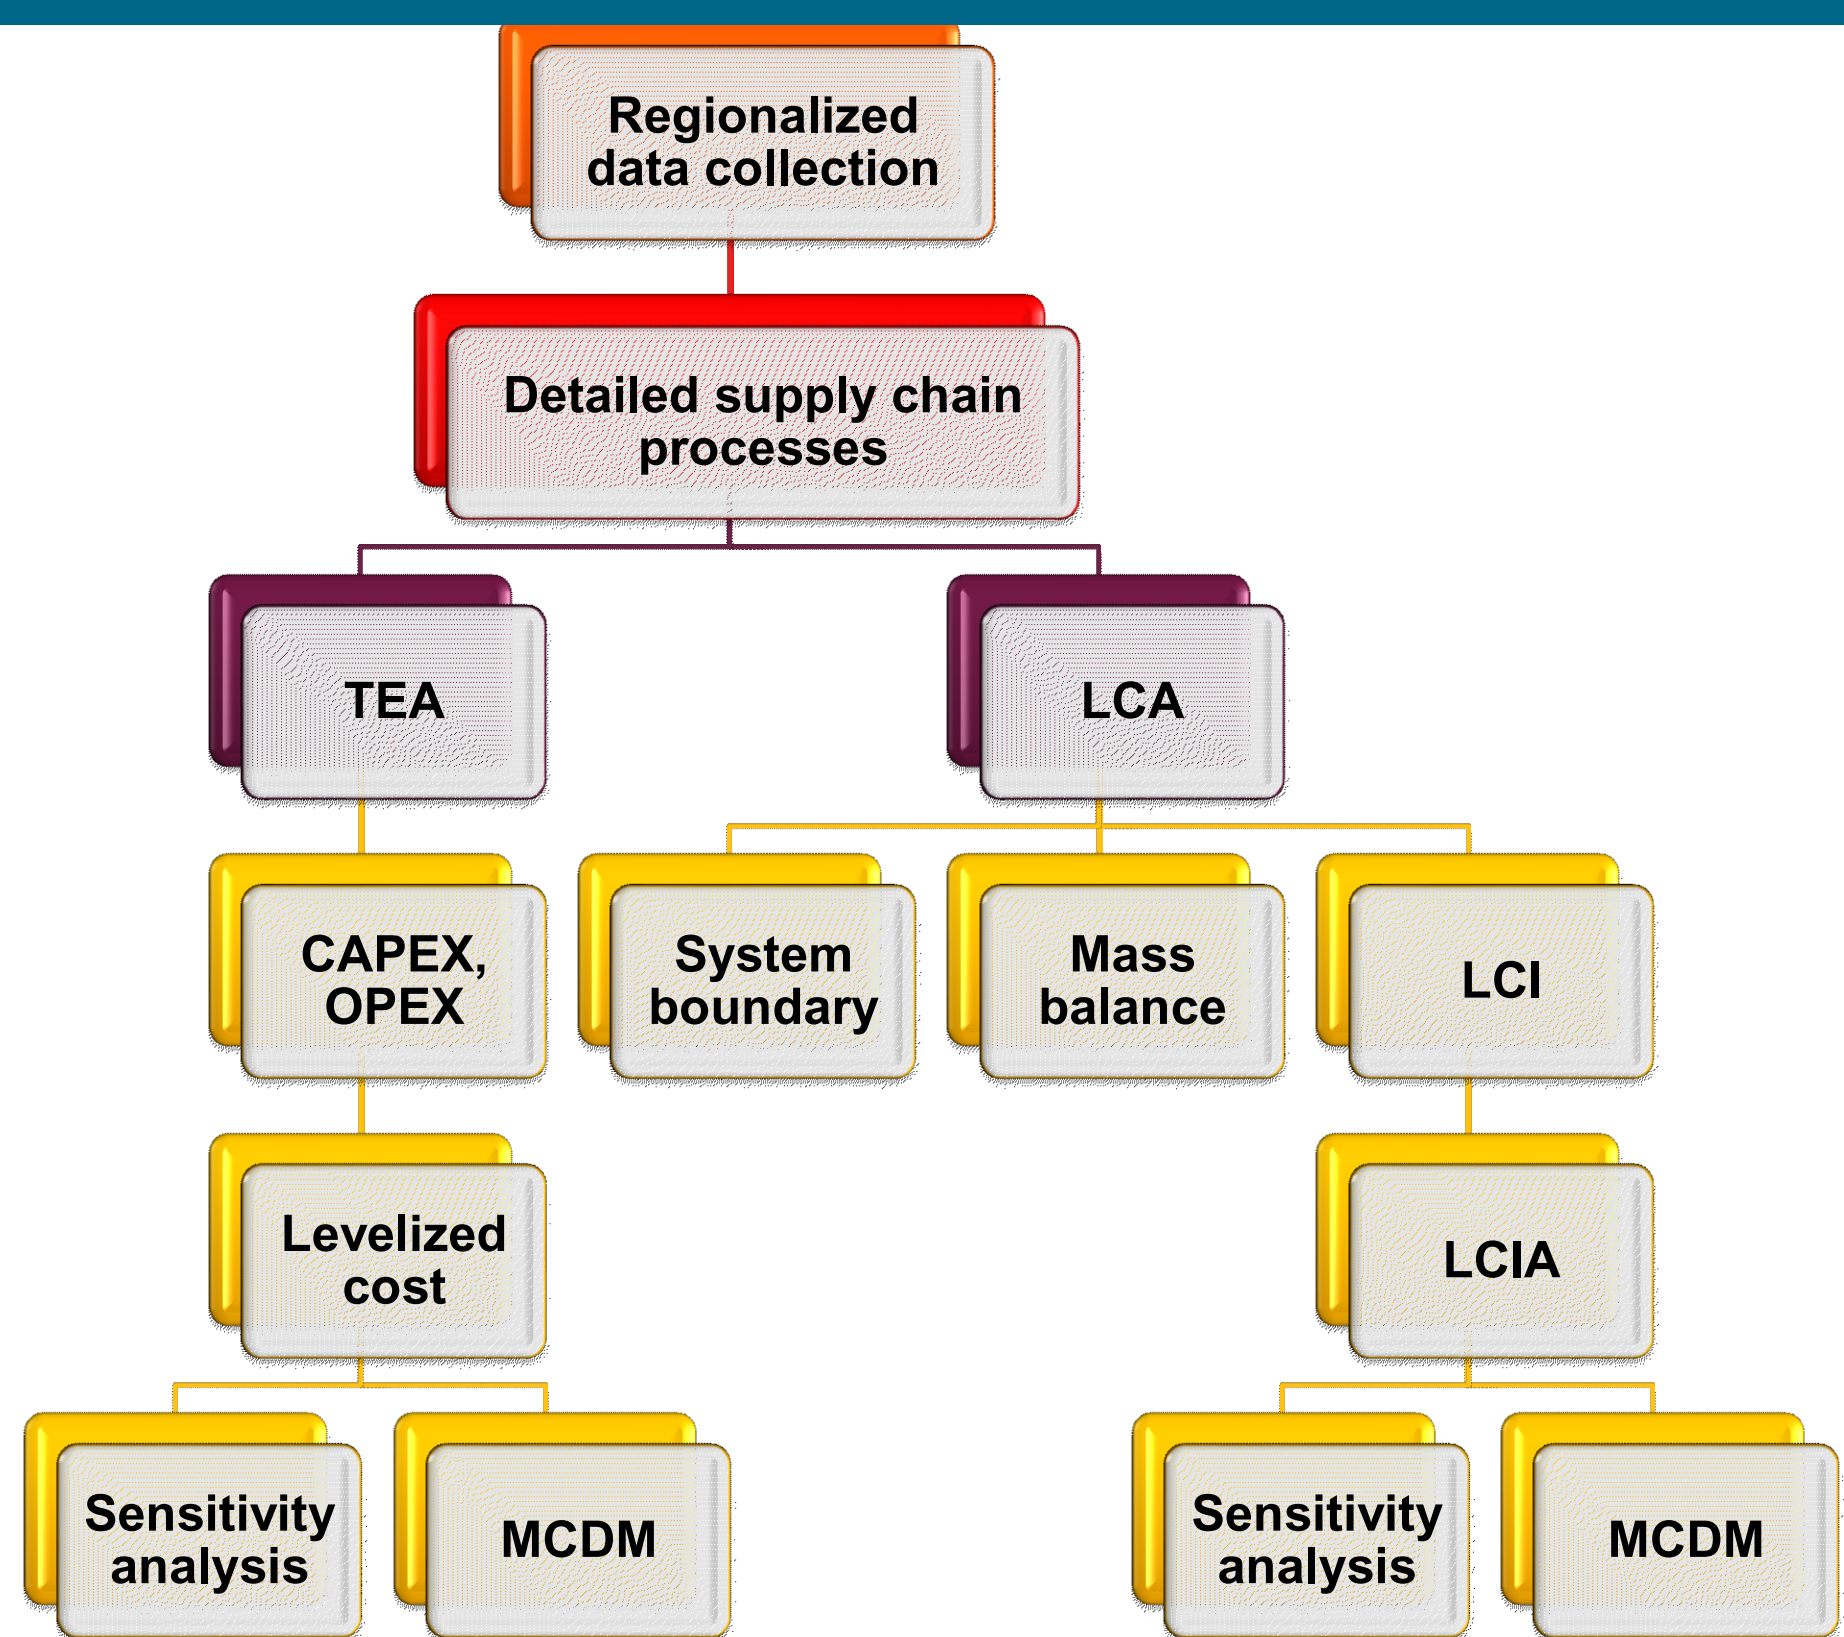 Regionalized
data collection
Detailed supply chain
processes
TEA
LCA
CAPEX,
OPEX
System
boundary
Mass
balance
LCI
Levelized
cost
LCIA
Sensitivity
analysis
MCDM
Sensitivity
analysis
MCDM